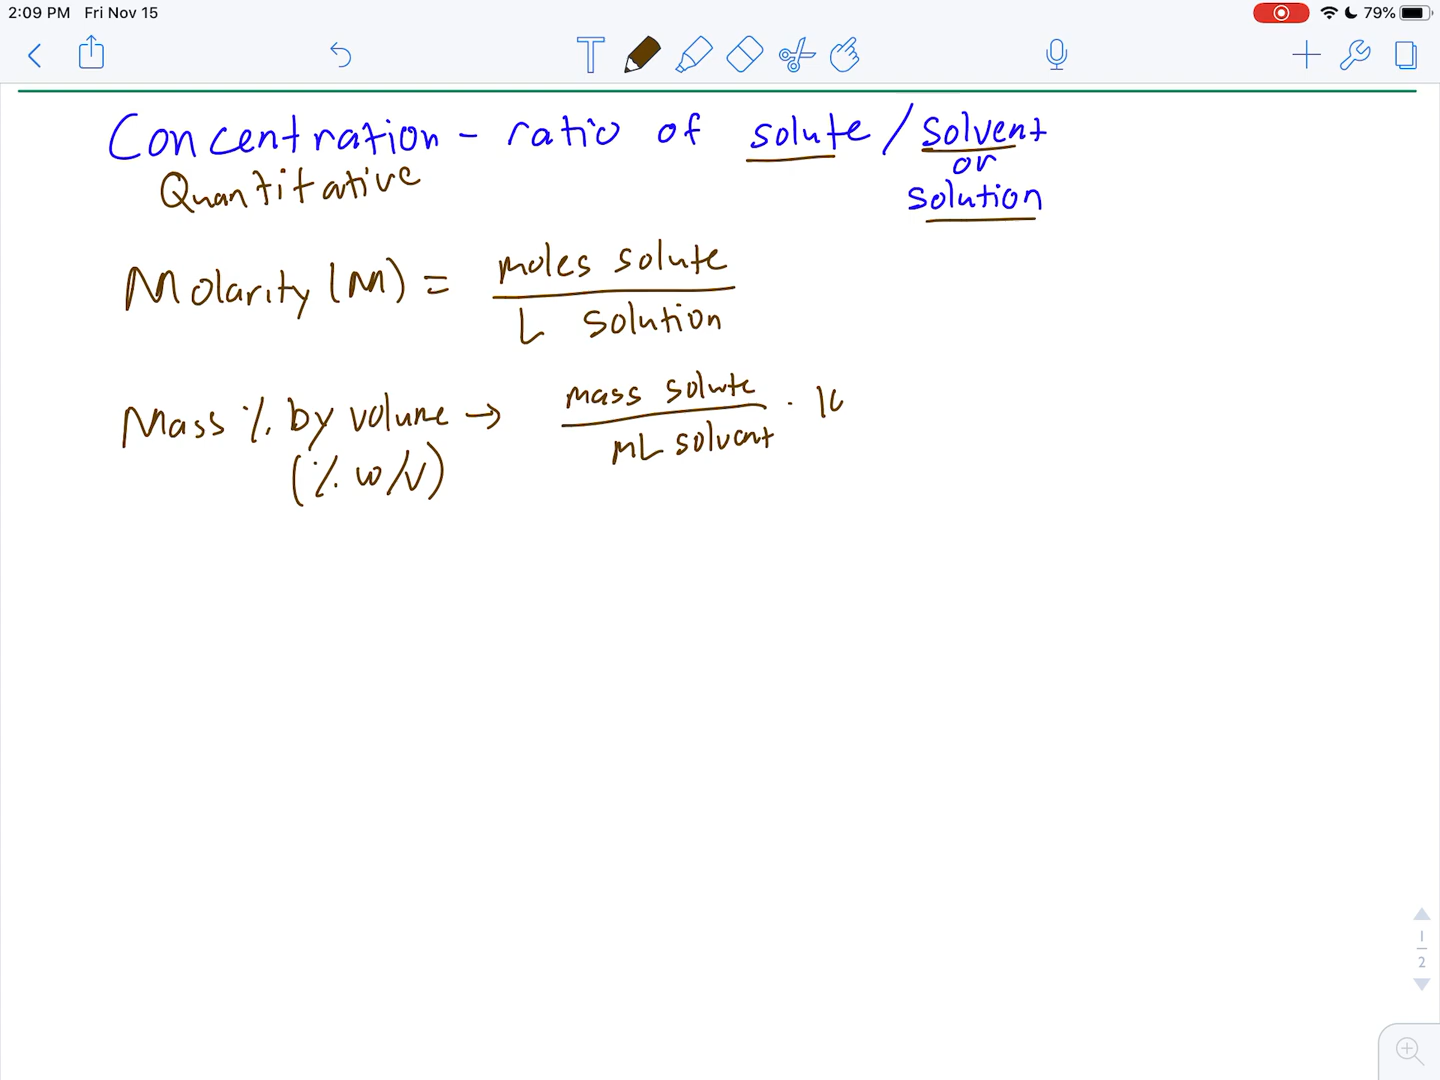 2:09 PM Fri Nov 15
79%
T
Concentration - ratio of solute / solvent
or
Quantitative
solution
Molarity (M) = moles solute
L solution
Mass % by volume → mass solute · 10
mL solvent
(% w/v)
1
2